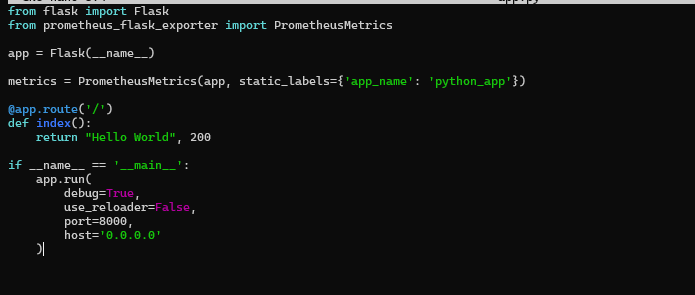 from flask import Flask
from prometheus_flask_exporter import PrometheusMetrics

app = Flask(__name__)

metrics = PrometheusMetrics(app, static_labels={'app_name': 'python_app'})

@app.route('/')
def index():
    return "Hello World", 200

if __name__ == '__main__':
    app.run(
        debug=True,
        use_reloader=False,
        port=8000,
        host='0.0.0.0'
    )